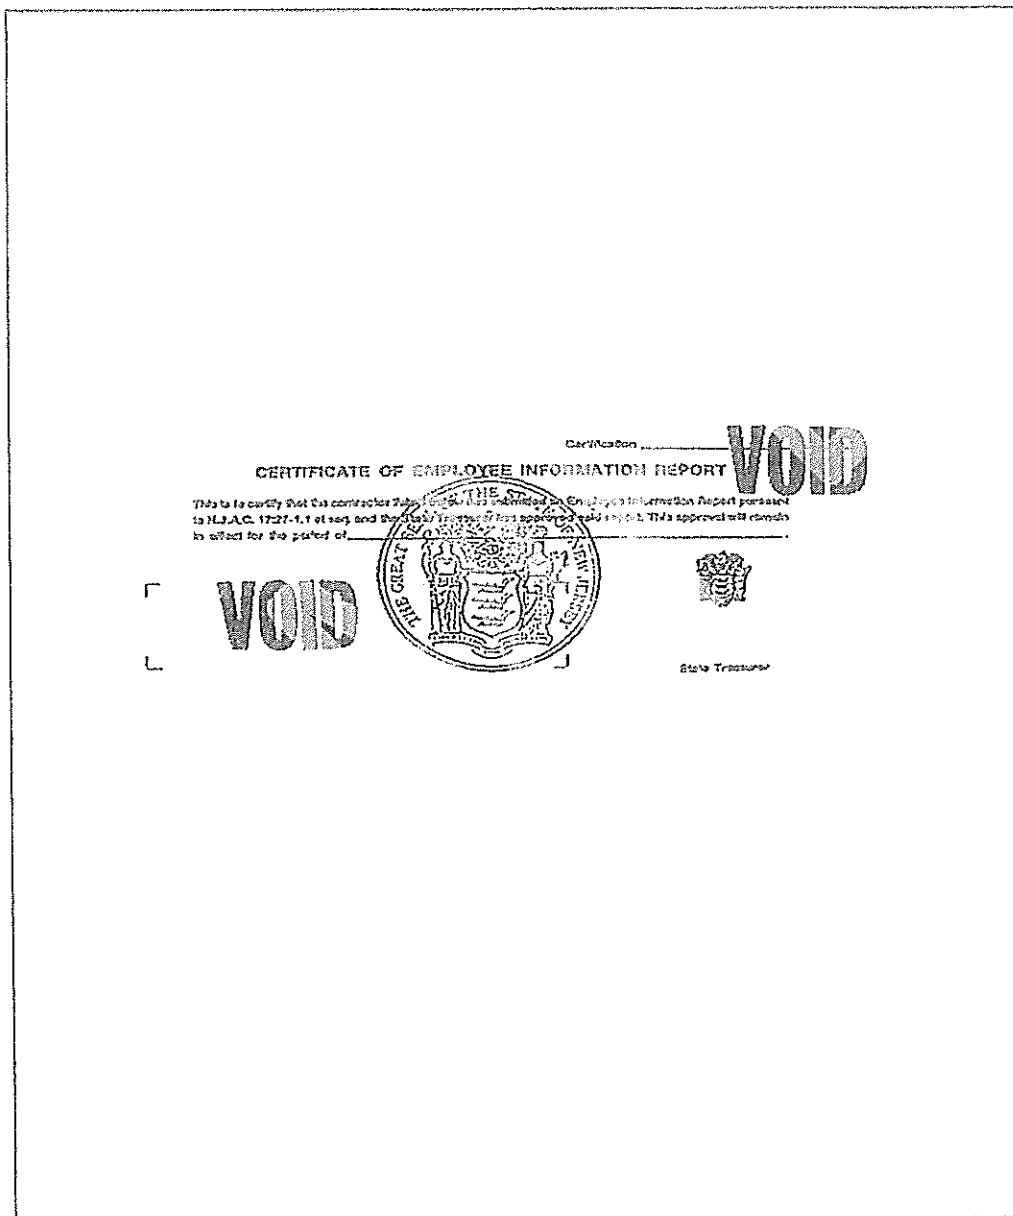 Certification
VOID
CERTIFICATE OF EMPLOYEE INFORMATION REPORT
This is to certify that the contractor listed below has submitted an Employee Information Report pursuant
to N.J.A.C. 17:27-1.1 et seq. and the State Treasurer has approved said report. This approval will remain
in effect for the period of
THE GREAT SEAL OF THE STATE OF NEW JERSEY
VOID
State Treasurer